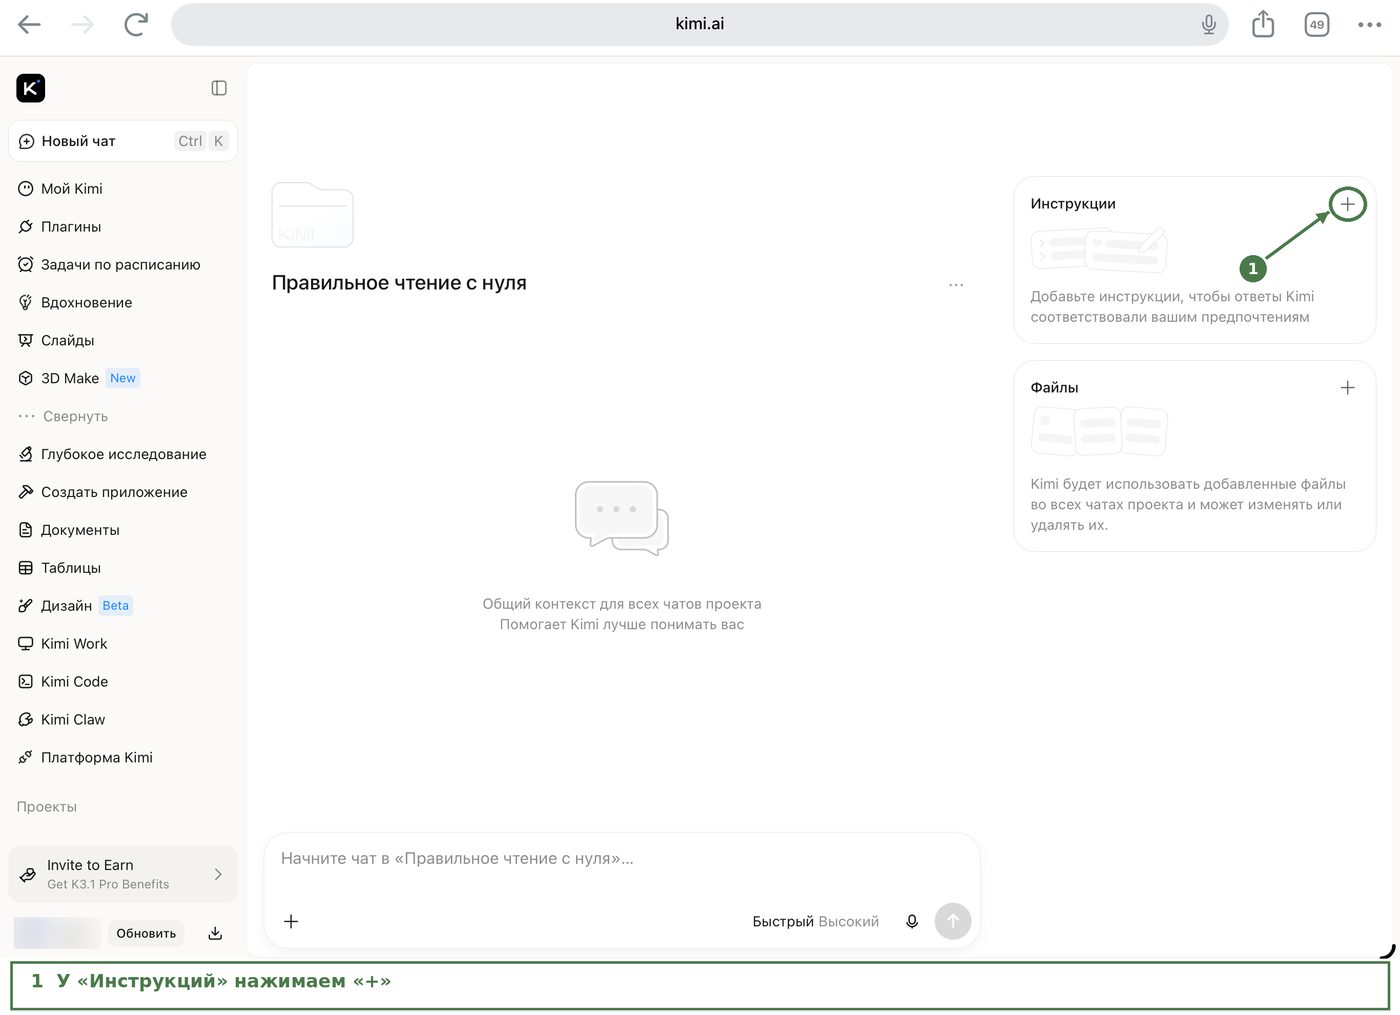 kimi.ai
49
Новый чат
Ctrl K
Мой Kimi
Плагины
Задачи по расписанию
Вдохновение
Слайды
3D Make New
Свернуть
Глубокое исследование
Создать приложение
Документы
Таблицы
Дизайн Beta
Kimi Work
Kimi Code
Kimi Claw
Платформа Kimi
Проекты
Invite to Earn
Get K3.1 Pro Benefits
Обновить
KIMI
Правильное чтение с нуля
Общий контекст для всех чатов проекта
Помогает Kimi лучше понимать вас
Начните чат в «Правильное чтение с нуля»...
Быстрый Высокий
Инструкции
1
Добавьте инструкции, чтобы ответы Kimi
соответствовали вашим предпочтениям
Файлы
Kimi будет использовать добавленные файлы
во всех чатах проекта и может изменять или
удалять их.
1 У «Инструкций» нажимаем «+»